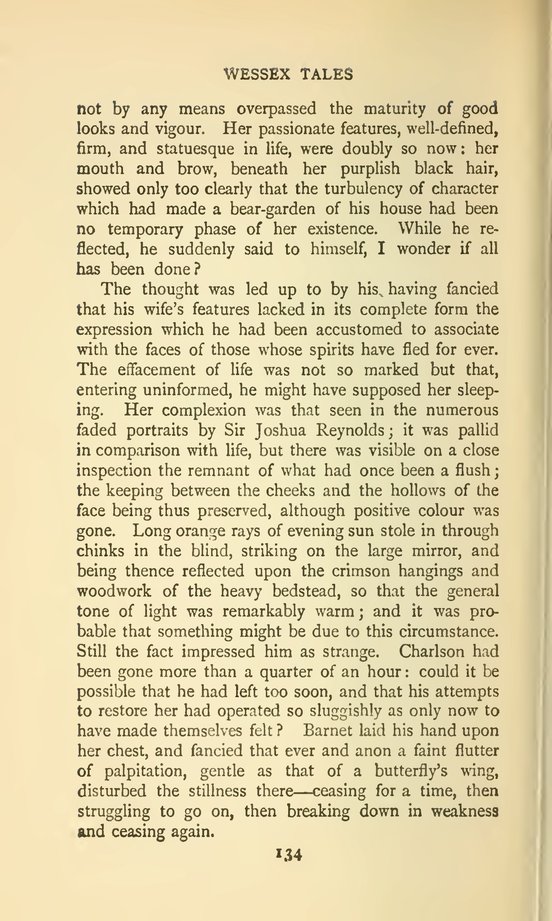 WESSEX TALES
not by any means overpassed the maturity of good
looks and vigour. Her passionate features, well-defined,
firm, and statuesque in life, were doubly so now: her
mouth and brow, beneath her purplish black hair,
showed only too clearly that the turbulency of character
which had made a bear-garden of his house had been
no temporary phase of her existence. While he re-
flected, he suddenly said to himself, I wonder if all
has been done?
The thought was led up to by his having fancied
that his wife's features lacked in its complete form the
expression which he had been accustomed to associate
with the faces of those whose spirits have fled for ever.
The effacement of life was not so marked but that,
entering uninformed, he might have supposed her sleep-
ing. Her complexion was that seen in the numerous
faded portraits by Sir Joshua Reynolds; it was pallid
in comparison with life, but there was visible on a close
inspection the remnant of what had once been a flush;
the keeping between the cheeks and the hollows of the
face being thus preserved, although positive colour was
gone. Long orange rays of evening sun stole in through
chinks in the blind, striking on the large mirror, and
being thence reflected upon the crimson hangings and
woodwork of the heavy bedstead, so that the general
tone of light was remarkably warm; and it was pro-
bable that something might be due to this circumstance.
Still the fact impressed him as strange. Charlson had
been gone more than a quarter of an hour: could it be
possible that he had left too soon, and that his attempts
to restore her had operated so sluggishly as only now to
have made themselves felt? Barnet laid his hand upon
her chest, and fancied that ever and anon a faint flutter
of palpitation, gentle as that of a butterfly's wing,
disturbed the stillness there—ceasing for a time, then
struggling to go on, then breaking down in weakness
and ceasing again.
134